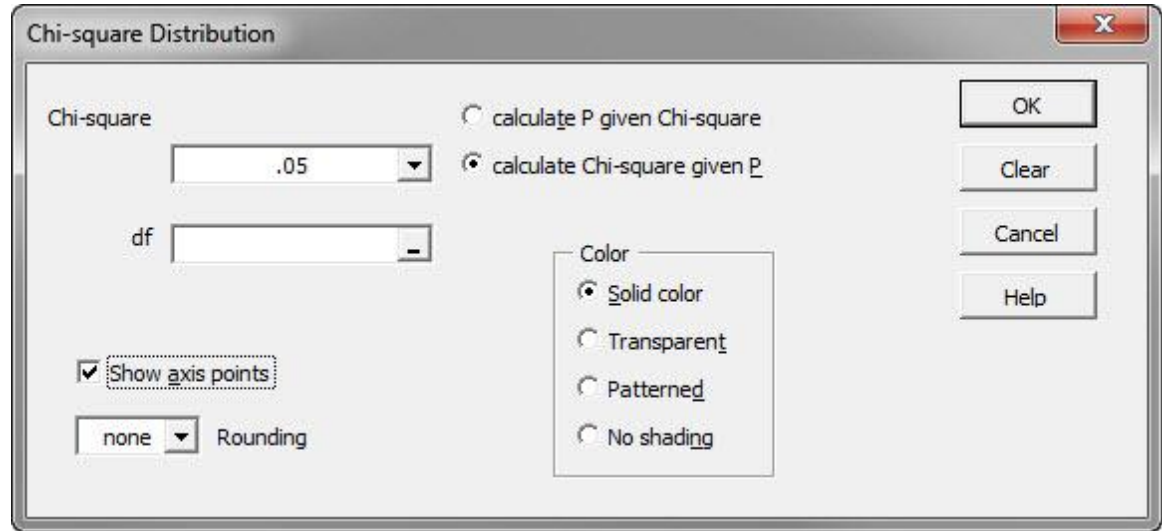 Chi-square Distribution
Chi-square
.05
df
calculate P given Chi-square
calculate Chi-square given P
Color
Solid color
Transparent
Patterned
No shading
Show axis points
none Rounding
OK
Clear
Cancel
Help